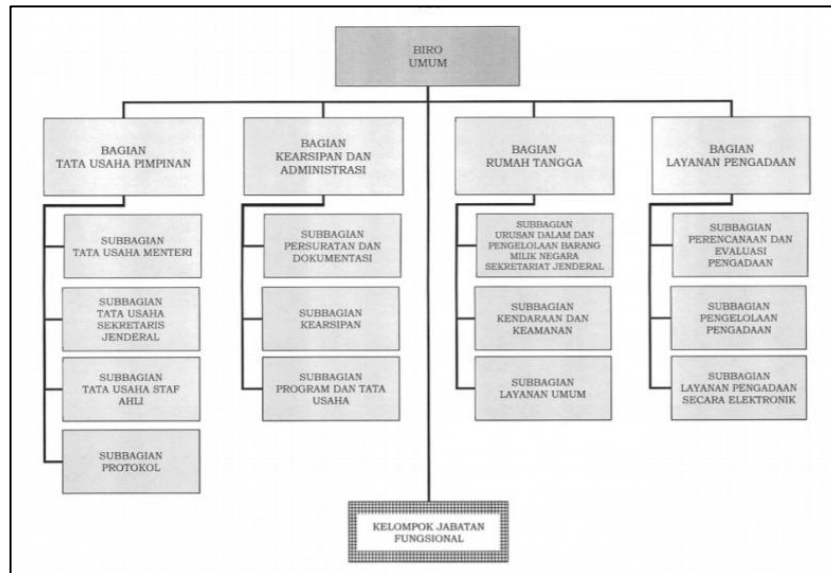 BIRO
UMUM
BAGIAN
TATA USAHA PIMPINAN
BAGIAN
KEARSIPAN DAN
ADMINISTRASI
BAGIAN
RUMAH TANGGA
BAGIAN
LAYANAN PENGADAAN
SUBBAGIAN
TATA USAHA MENTERI
SUBBAGIAN
PERSURATAN DAN
DOKUMENTASI
SUBBAGIAN
URUSAN DALAM DAN
PENGELOLAAN BARANG
MILIK NEGARA
SEKRETARIAT JENDERAL
SUBBAGIAN
PERENCANAAN DAN
EVALUASI
PENGADAAN
SUBBAGIAN
TATA USAHA
SEKRETARIS
JENDERAL
SUBBAGIAN
KEARSIPAN
SUBBAGIAN
KENDARAAN DAN
KEAMANAN
SUBBAGIAN
PENGELOLAAN
PENGADAAN
SUBBAGIAN
TATA USAHA STAF
AHLI
SUBBAGIAN
PROGRAM DAN TATA
USAHA
SUBBAGIAN
LAYANAN UMUM
SUBBAGIAN
LAYANAN PENGADAAN
SECARA ELEKTRONIK
SUBBAGIAN
PROTOKOL
KELOMPOK JABATAN
FUNGSIONAL